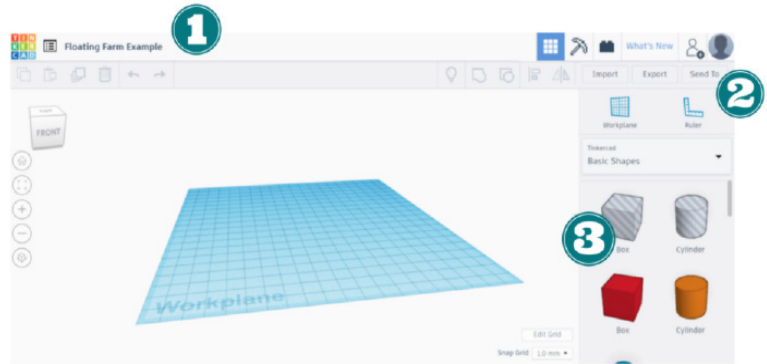 1
TIN
KER
CAD
Floating Farm Example
What's New
Import
Export
Send To
2
FRONT
Workplane
Ruler
Tinkercad
Basic Shapes
3
Box
Cylinder
Box
Cylinder
Workplane
Edit Grid
Snap Grid
1.0 mm